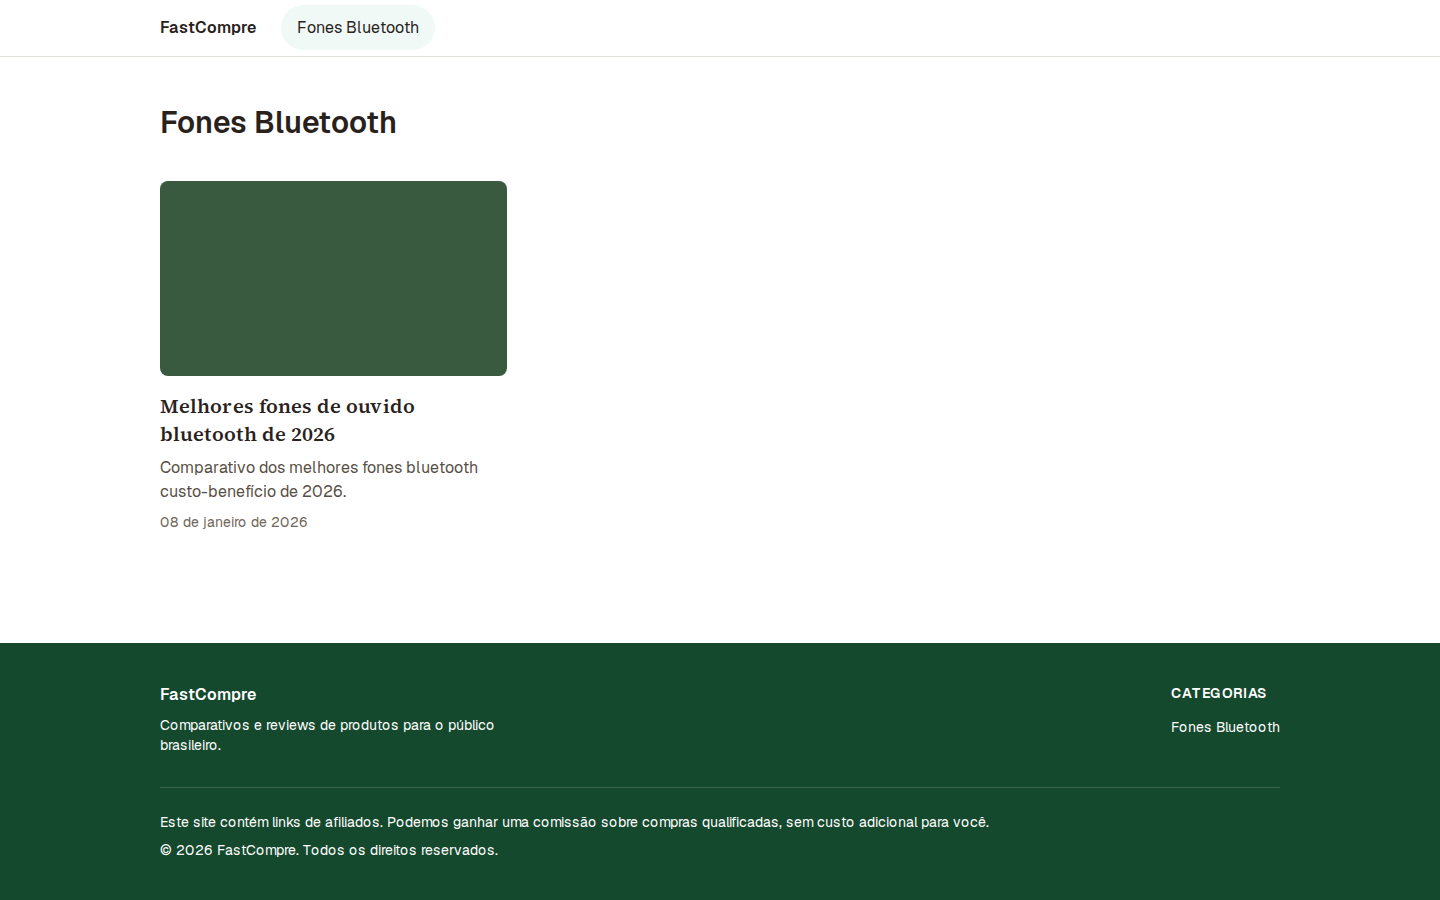 FastCompre
Fones Bluetooth
Fones Bluetooth
Melhores fones de ouvido
bluetooth de 2026
Comparativo dos melhores fones bluetooth
custo-benefício de 2026.
08 de janeiro de 2026
FastCompre
Comparativos e reviews de produtos para o público
brasileiro.
CATEGORIAS
Fones Bluetooth
Este site contém links de afiliados. Podemos ganhar uma comissão sobre compras qualificadas, sem custo adicional para você.
© 2026 FastCompre. Todos os direitos reservados.